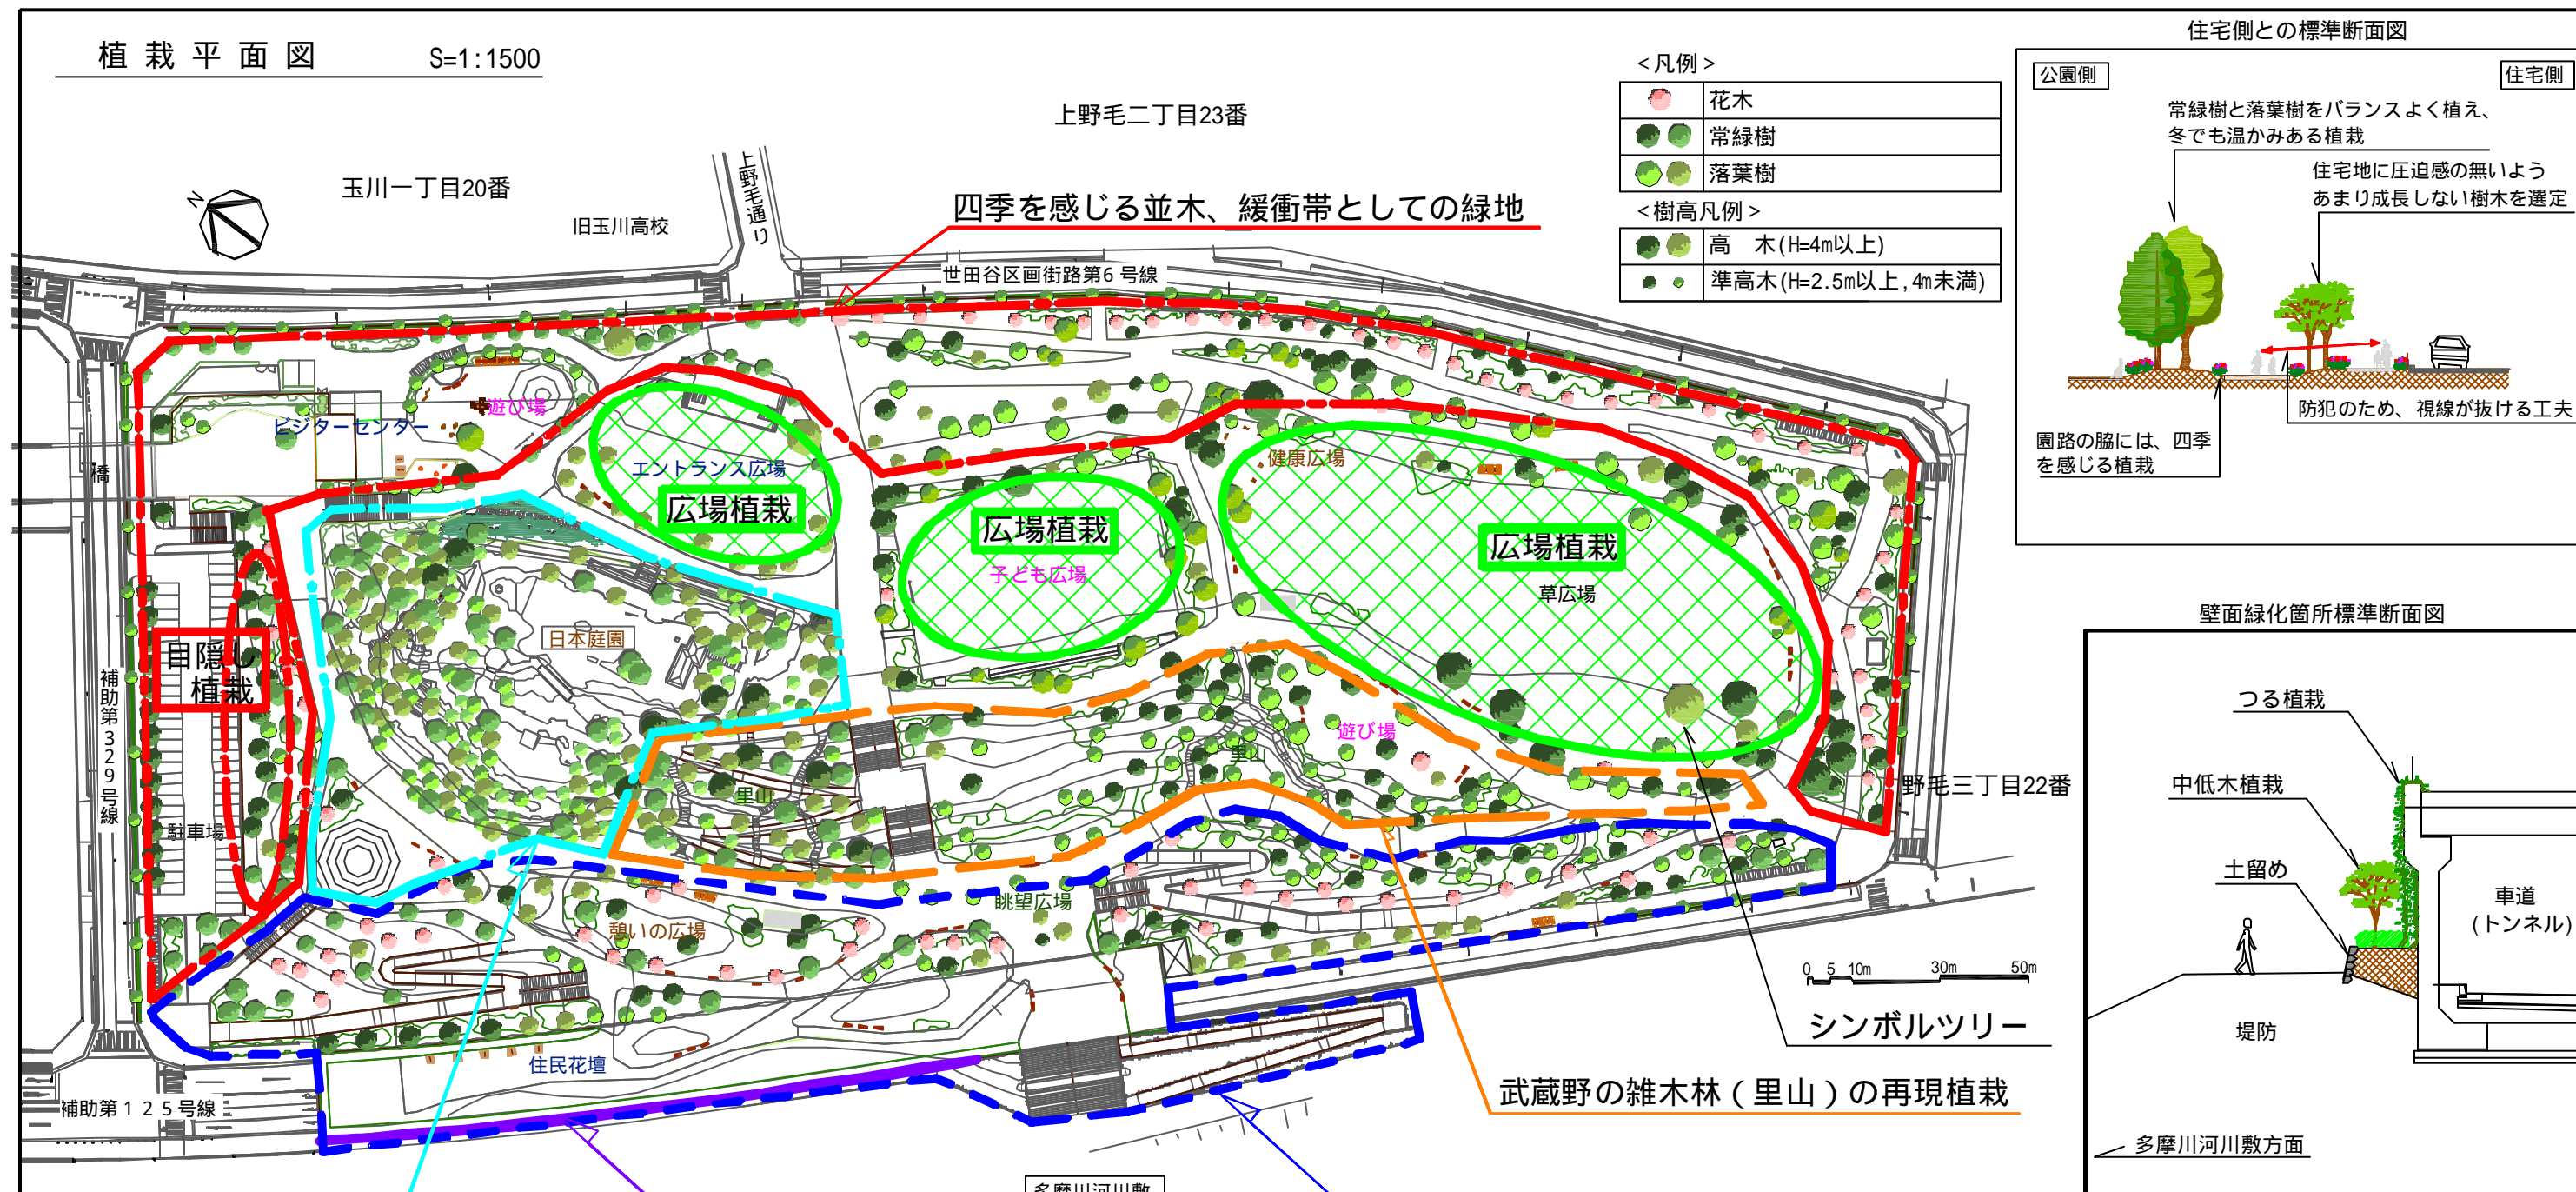 植栽平面図 S=1:1500
玉川一丁目20番
旧玉川高校
上野毛通り
上野毛二丁目23番
四季を感じる並木、緩衝帯としての緑地
世田谷区画街路第6号線
N
<凡例>
花木
常緑樹
落葉樹
<樹高凡例>
高 木(H=4m以上)
準高木(H=2.5m以上,4m未満)
住宅側との標準断面図
公園側
住宅側
常緑樹と落葉樹をバランスよく植え、
冬でも温かみある植栽
住宅地に圧迫感の無いよう
あまり成長しない樹木を選定
防犯のため、視線が抜ける工夫
園路の脇には、四季
を感じる植栽
遊び場
ビジターセンター
橋
エントランス広場
広場植栽
広場植栽
子ども広場
健康広場
広場植栽
草広場
日本庭園
目隠し
植栽
補助第329号線
駐車場
里山
里山
遊び場
野毛三丁目22番
眺望広場
憩いの広場
住民花壇
補助第125号線
0 5 10m 30m 50m
シンボルツリー
武蔵野の雑木林(里山)の再現植栽
多摩川河川敷
壁面緑化箇所標準断面図
つる植栽
中低木植栽
土留め
車道
(トンネル)
堤防
多摩川河川敷方面